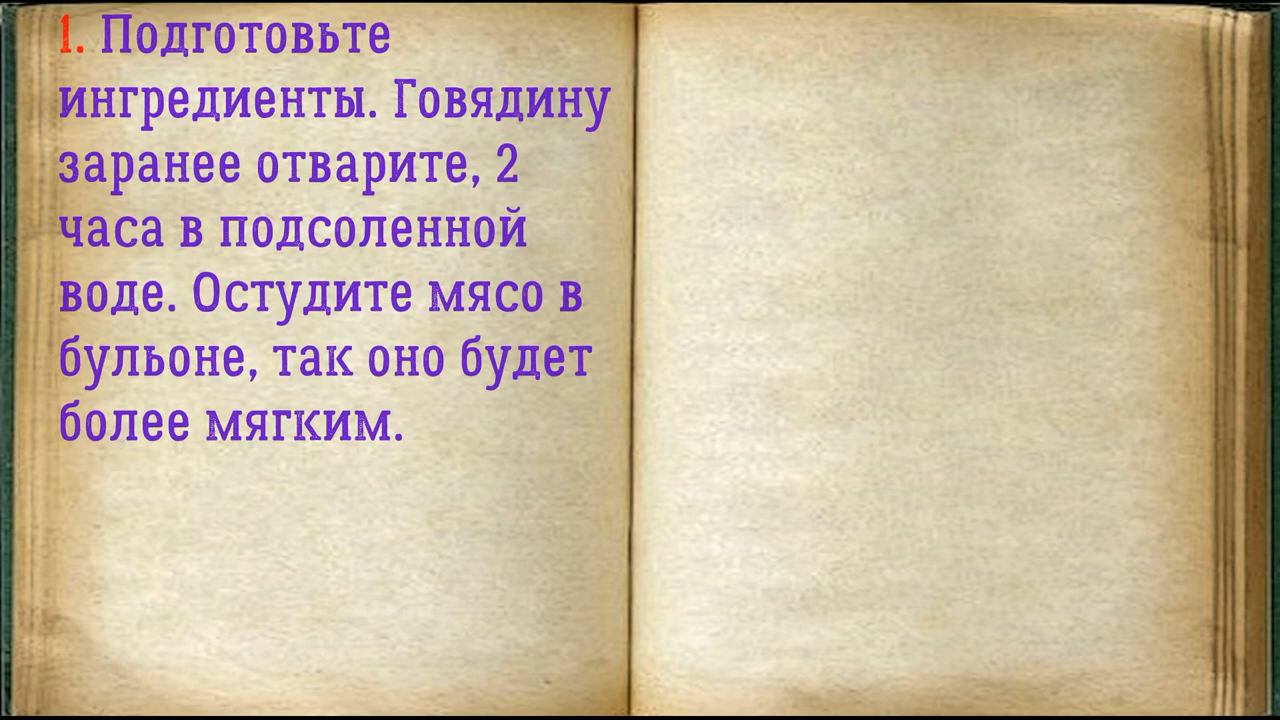 1. Подготовьте
ингредиенты. Говядину
заранее отварите, 2
часа в подсоленной
воде. Остудите мясо в
бульоне, так оно будет
более мягким.